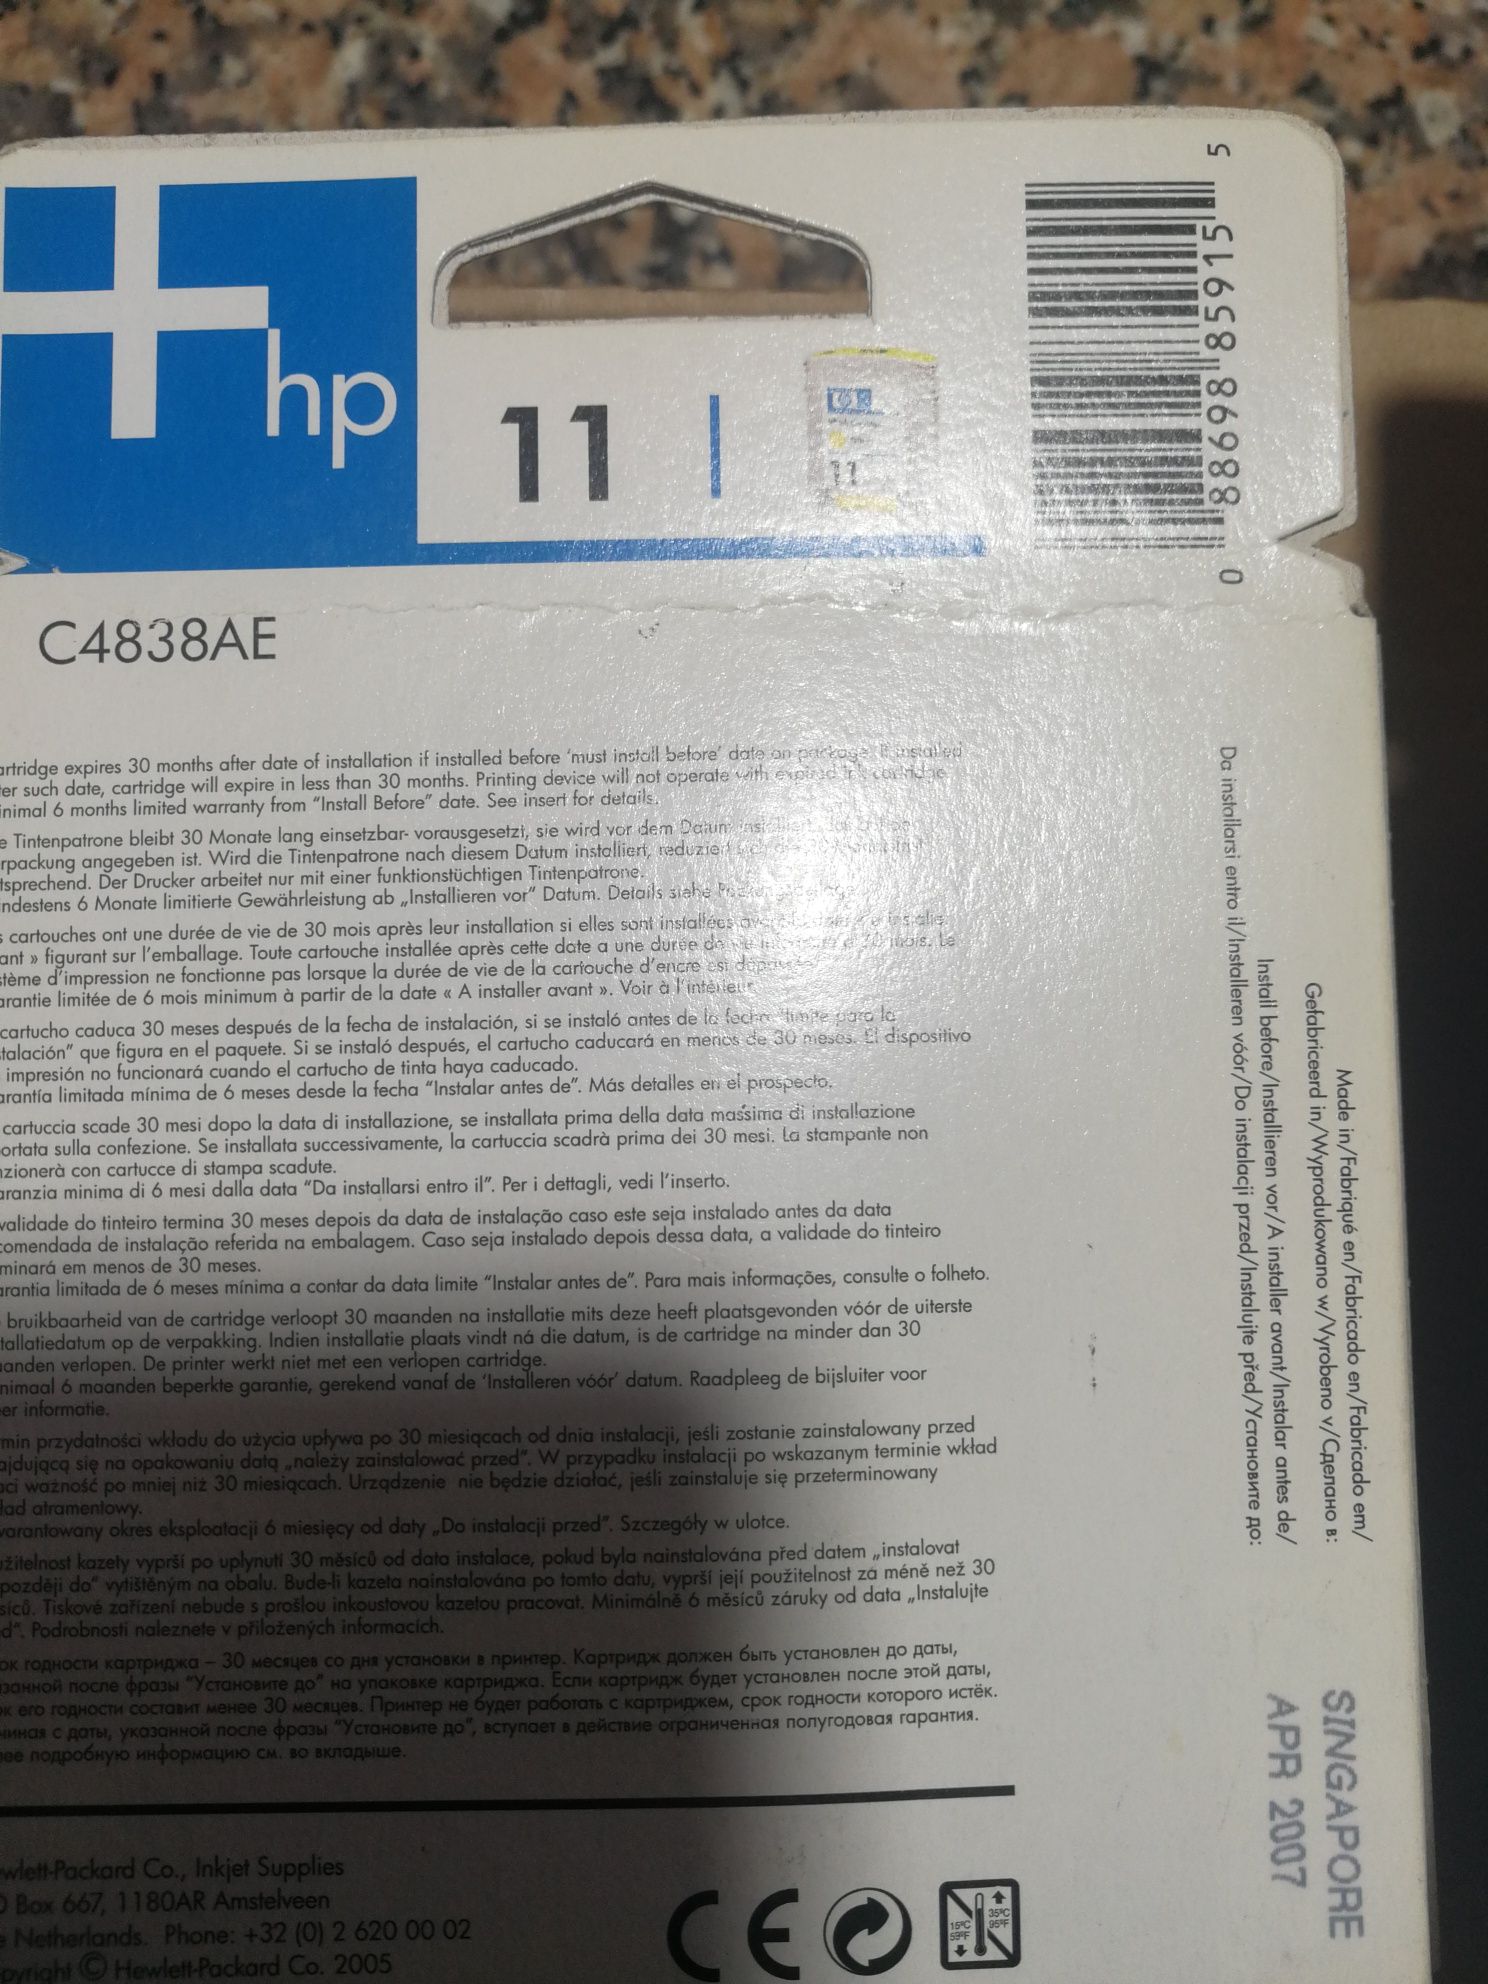 hp
11
11
5 88698 85915 0
C4838AE
artridge expires 30 months after date of installation if installed before ‘must install before’ date on package. If installed
ter such date, cartridge will expire in less than 30 months. Printing device will not operate with expired ink cartridge
inimal 6 months limited warranty from “Install Before” date. See insert for details.
e Tintenpatrone bleibt 30 Monate lang einsetzbar- vorausgesetzt, sie wird vor dem Datum
rpackung angegeben ist. Wird die Tintenpatrone nach diesem Datum installiert, reduziert
tsprechend. Der Drucker arbeitet nur mit einer funktionstüchtigen Tintenpatrone.
indestens 6 Monate limitierte Gewährleistung ab „Installieren vor“ Datum. Details siehe
s cartouches ont une durée de vie de 30 mois après leur installation si elles sont installées
ant » figurant sur l’emballage. Toute cartouche installée après cette date a une durée de vie 30 mois. Le
stème d’impression ne fonctionne pas lorsque la durée de vie de la cartouche d’encre est
arantie limitée de 6 mois minimum à partir de la date « A installer avant ». Voir à l’intérieur.
cartucho caduca 30 meses después de la fecha de instalación, si se instaló antes de la fecha “límite para la
stalación” que figura en el paquete. Si se instaló después, el cartucho caducará en menos de 30 meses. El dispositivo
impresión no funcionará cuando el cartucho de tinta haya caducado.
arantía limitada mínima de 6 meses desde la fecha “Instalar antes de”. Más detalles en el prospecto.
cartuccia scade 30 mesi dopo la data di installazione, se installata prima della data massima di installazione
ortata sulla confezione. Se installata successivamente, la cartuccia scadrà prima dei 30 mesi. La stampante non
nzionerà con cartucce di stampa scadute.
aranzia minima di 6 mesi dalla data “Da installarsi entro il”. Per i dettagli, vedi l’inserto.
validade do tinteiro termina 30 meses depois da data de instalação caso este seja instalado antes da data
comendada de instalação referida na embalagem. Caso seja instalado depois dessa data, a validade do tinteiro
minará em menos de 30 meses.
arantia limitada de 6 meses mínima a contar da data limite “Instalar antes de”. Para mais informações, consulte o folheto.
bruikbaarheid van de cartridge verloopt 30 maanden na installatie mits deze heeft plaatsgevonden vóór de uiterste
tallatiedatum op de verpakking. Indien installatie plaats vindt ná die datum, is de cartridge na minder dan 30
aanden verlopen. De printer werkt niet met een verlopen cartridge.
nimaal 6 maanden beperkte garantie, gerekend vanaf de ‘Installeren vóór’ datum. Raadpleeg de bijsluiter voor
er informatie.
min przydatności wkładu do użycia upływa po 30 miesiącach od dnia instalacji, jeśli zostanie zainstalowany przed
ajdującą się na opakowaniu datą „należy zainstalować przed”. W przypadku instalacji po wskazanym terminie wkład
aci ważność po mniej niż 30 miesiącach. Urządzenie nie będzie działać, jeśli zainstaluje się przeterminowany
ład atramentowy.
warantowany okres eksploatacji 6 miesięcy od daty „Do instalacji przed”. Szczegóły w ulotce.
užitelnost kazety vyprší po uplynutí 30 měsíců od data instalace, pokud byla nainstalována před datem „instalovat
později do“ vytištěným na obalu. Bude-li kazeta nainstalována po tomto datu, vyprší její použitelnost za méně než 30
síců. Tiskové zařízení nebude s prošlou inkoustovou kazetou pracovat. Minimálně 6 měsíců záruky od data „Instalujte
d“. Podrobnosti naleznete v přiložených informacích.
ок годности картриджа – 30 месяцев со дня установки в принтер. Картридж должен быть установлен до даты,
занной после фразы “Установите до” на упаковке картриджа. Если картридж будет установлен после этой даты,
ок его годности составит менее 30 месяцев. Принтер не будет работать с картриджем, срок годности которого истёк.
чиная с даты, указанной после фразы “Установите до”, вступает в действие ограниченная полугодовая гарантия.
лее подробную информацию см. во вкладыше.
wlett-Packard Co., Inkjet Supplies
O Box 667, 1180AR Amstelveen
e Netherlands. Phone: +32 (0) 2 620 00 02
pyright © Hewlett-Packard Co. 2005
CE
15°C
59°F
35°C
95°F
Made in/Fabriqué en/Fabricado en/Fabricado em/
Gefabriceerd in/Wyprodukowano w/Vyrobeno v/Сделано в:
SINGAPORE
Install before/Installieren vor/A installer avant/Instalar antes de/
Da installarsi entro il/Installeren vóór/Do instalacji przed/Instalujte před/Установите до:
APR 2007